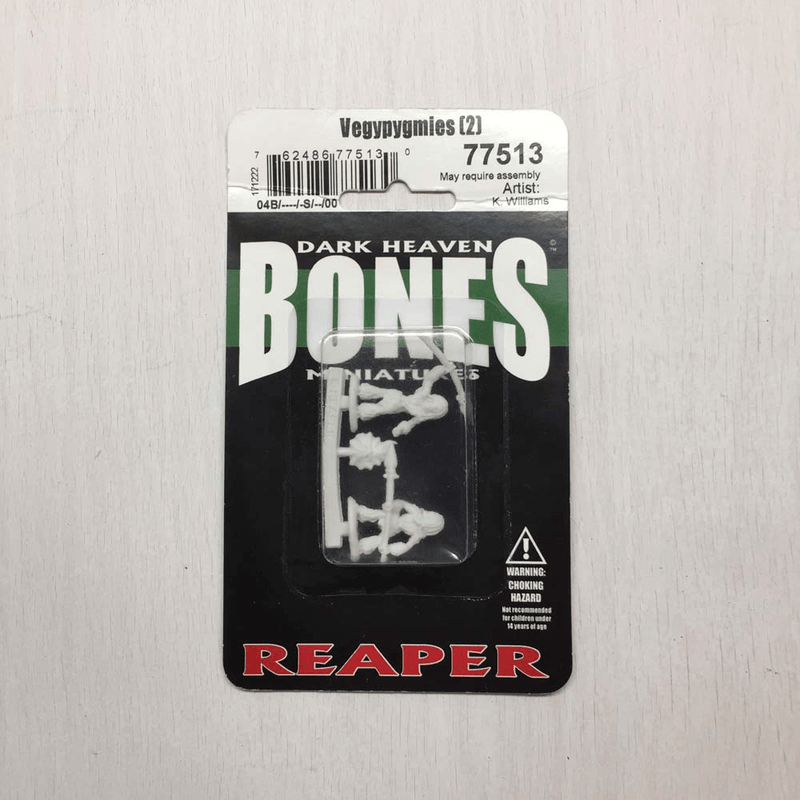 Vegypygmies (2)
7 62486 77513 0
77513
May require assembly
171222
Artist:
04B/----/-S/--/00
K. Williams
DARK HEAVEN
©
™
BONES
MINIATURES
WARNING:
CHOKING
HAZARD
Not recommended
for children under
14 years of age
REAPER